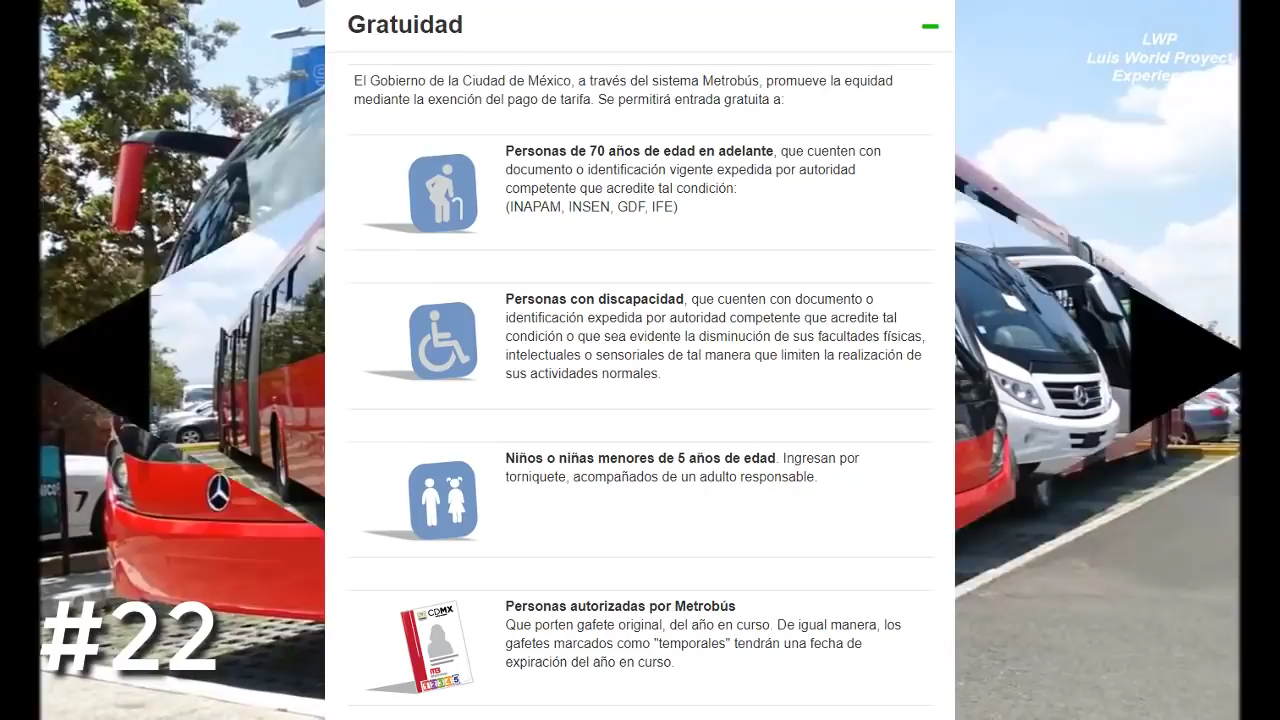 Gratuidad
LWP
Luis World Proyect
El Gobierno de la Ciudad de México, a través del sistema Metrobús, promueve la equidad
mediante la exención del pago de tarifa. Se permitirá entrada gratuita a:
Personas de 70 años de edad en adelante, que cuenten con
documento o identificación vigente expedida por autoridad
competente que acredite tal condición:
(INAPAM, INSEN, GDF, IFE)
Personas con discapacidad, que cuenten con documento o
identificación expedida por autoridad competente que acredite tal
condición o que sea evidente la disminución de sus facultades físicas,
intelectuales o sensoriales de tal manera que limiten la realización de
sus actividades normales.
Niños o niñas menores de 5 años de edad. Ingresan por
torniquete, acompañados de un adulto responsable.
7
CDMX
Personas autorizadas por Metrobús
Que porten gafete original, del año en curso. De igual manera, los
gafetes marcados como "temporales" tendrán una fecha de
expiración del año en curso.
#22